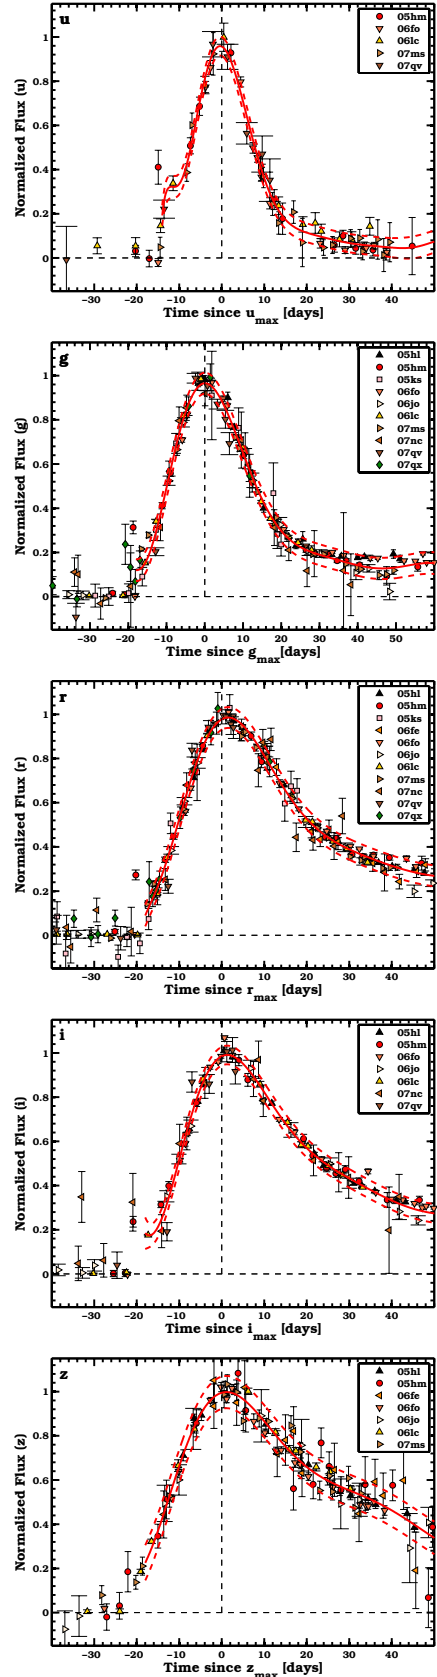 u
05hm
06fo
06lc
07ms
07qv
Normalized Flux (u)
1
0.8
0.6
0.4
0.2
0
−30 −20 −10 0 10 20 30 40
Time since u_max [days]
g
05hl
05hm
05ks
06fo
06jo
06lc
07ms
07nc
07qv
07qx
Normalized Flux (g)
1
0.8
0.6
0.4
0.2
0
−30 −20 −10 0 10 20 30 40 50
Time since g_max[days]
r
05hl
05hm
05ks
06fe
06fo
06jo
06lc
07ms
07nc
07qv
07qx
Normalized Flux (r)
1
0.8
0.6
0.4
0.2
0
−30 −20 −10 0 10 20 30 40
Time since r_max [days]
i
05hl
05hm
06fo
06jo
06lc
07nc
07qv
Normalized Flux (i)
1
0.8
0.6
0.4
0.2
0
−30 −20 −10 0 10 20 30 40
Time since i_max [days]
z
05hl
05hm
06fe
06fo
06jo
06lc
07ms
Normalized Flux (z)
1
0.8
0.6
0.4
0.2
0
−30 −20 −10 0 10 20 30 40 50
Time since z_max [days]